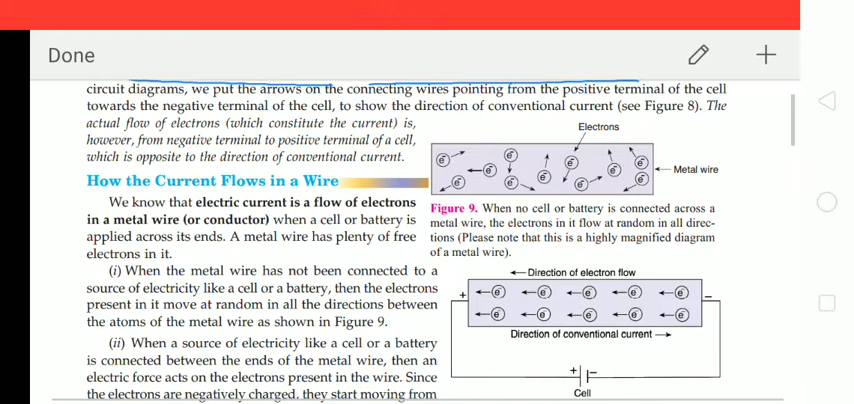 Done
circuit diagrams, we put the arrows on the connecting wires pointing from the positive terminal of the cell
towards the negative terminal of the cell, to show the direction of conventional current (see Figure 8). The
actual flow of electrons (which constitute the current) is,
however, from negative terminal to positive terminal of a cell,
which is opposite to the direction of conventional current.
How the Current Flows in a Wire
We know that electric current is a flow of electrons
in a metal wire (or conductor) when a cell or battery is
applied across its ends. A metal wire has plenty of free
electrons in it.
(i) When the metal wire has not been connected to a
source of electricity like a cell or a battery, then the electrons
present in it move at random in all the directions between
the atoms of the metal wire as shown in Figure 9.
(ii) When a source of electricity like a cell or a battery
is connected between the ends of the metal wire, then an
electric force acts on the electrons present in the wire. Since
the electrons are negatively charged, they start moving from
Electrons
e e e e e e e e e e e
Metal wire
Figure 9. When no cell or battery is connected across a
metal wire, the electrons in it flow at random in all direc-
tions (Please note that this is a highly magnified diagram
of a metal wire).
←Direction of electron flow
+ e e e e e −
e e e e e
Direction of conventional current →
+ −
Cell